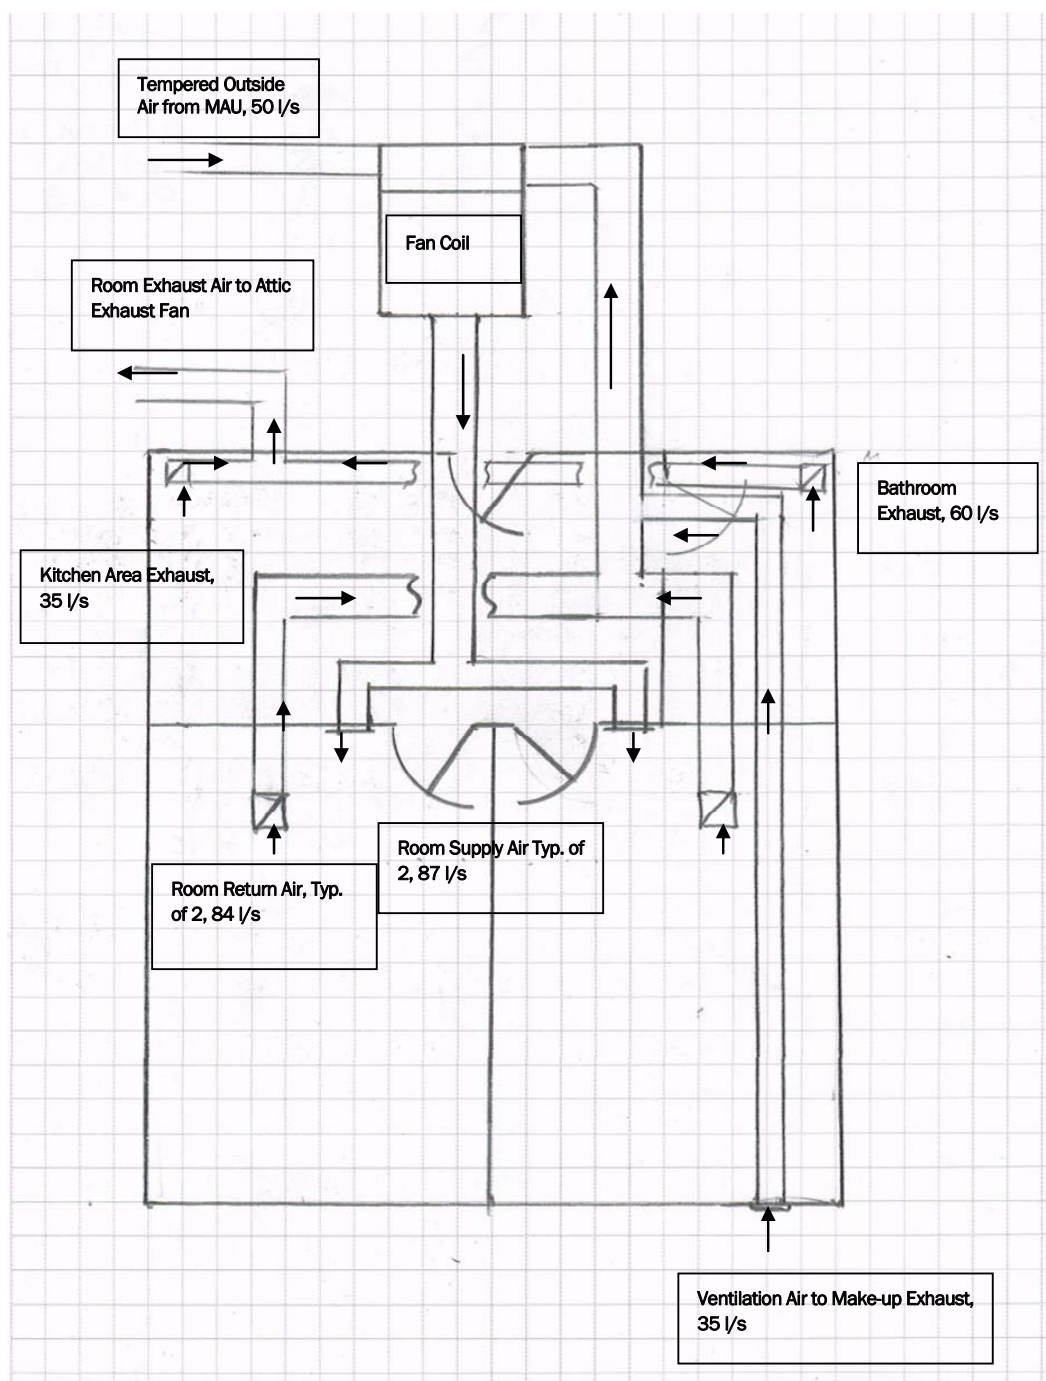 Tempered Outside
Air from MAU, 50 l/s
Fan Coil
Room Exhaust Air to Attic
Exhaust Fan
Bathroom
Exhaust, 60 l/s
Kitchen Area Exhaust,
35 l/s
Room Supply Air Typ. of
2, 87 l/s
Room Return Air, Typ.
of 2, 84 l/s
Ventilation Air to Make-up Exhaust,
35 l/s